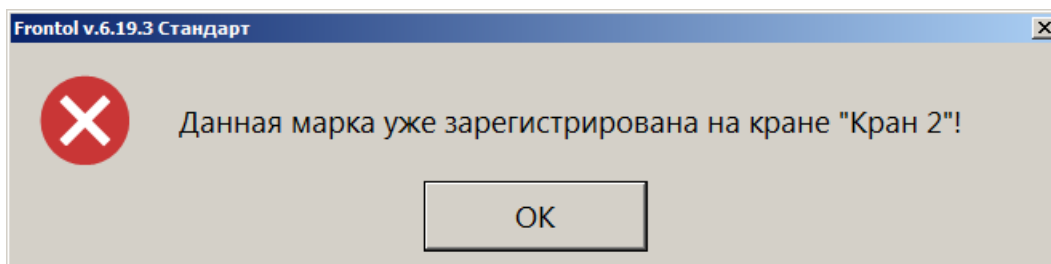 Frontol v.6.19.3 Стандарт
Данная марка уже зарегистрирована на кране "Кран 2"!
OK